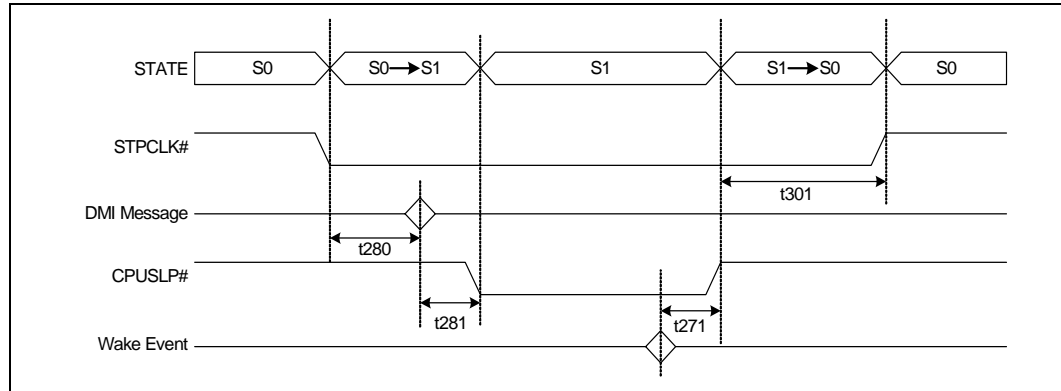 STATE S0 S0→S1 S1 S1→S0 S0
STPCLK#
t301
DMI Message
t280
CPUSLP#
t281 t271
Wake Event